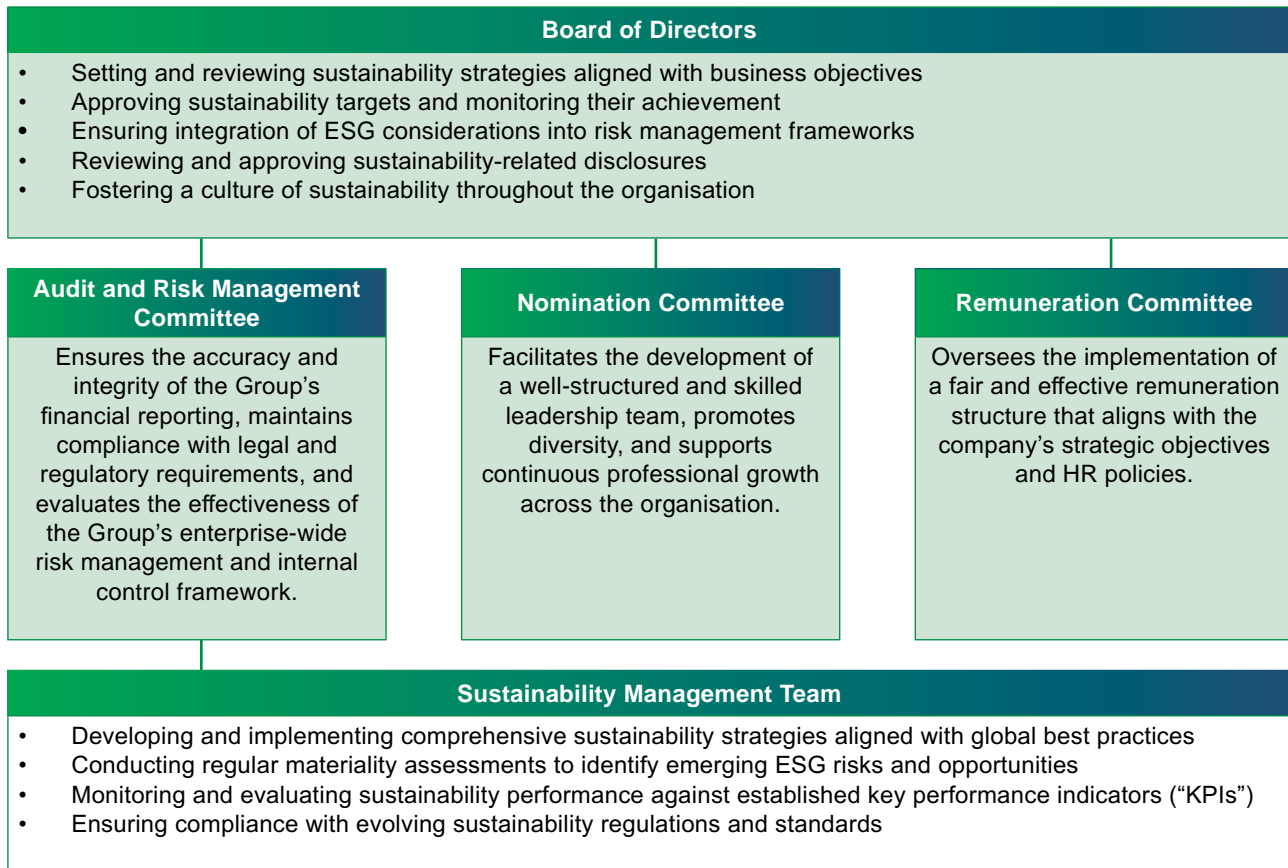 Board of Directors
• Setting and reviewing sustainability strategies aligned with business objectives
• Approving sustainability targets and monitoring their achievement
• Ensuring integration of ESG considerations into risk management frameworks
• Reviewing and approving sustainability-related disclosures
• Fostering a culture of sustainability throughout the organisation
Audit and Risk Management
Committee
Ensures the accuracy and
integrity of the Group’s
financial reporting, maintains
compliance with legal and
regulatory requirements, and
evaluates the effectiveness of
the Group’s enterprise-wide
risk management and internal
control framework.
Nomination Committee
Facilitates the development of
a well-structured and skilled
leadership team, promotes
diversity, and supports
continuous professional growth
across the organisation.
Remuneration Committee
Oversees the implementation of
a fair and effective remuneration
structure that aligns with the
company’s strategic objectives
and HR policies.
Sustainability Management Team
• Developing and implementing comprehensive sustainability strategies aligned with global best practices
• Conducting regular materiality assessments to identify emerging ESG risks and opportunities
• Monitoring and evaluating sustainability performance against established key performance indicators (“KPIs”)
• Ensuring compliance with evolving sustainability regulations and standards